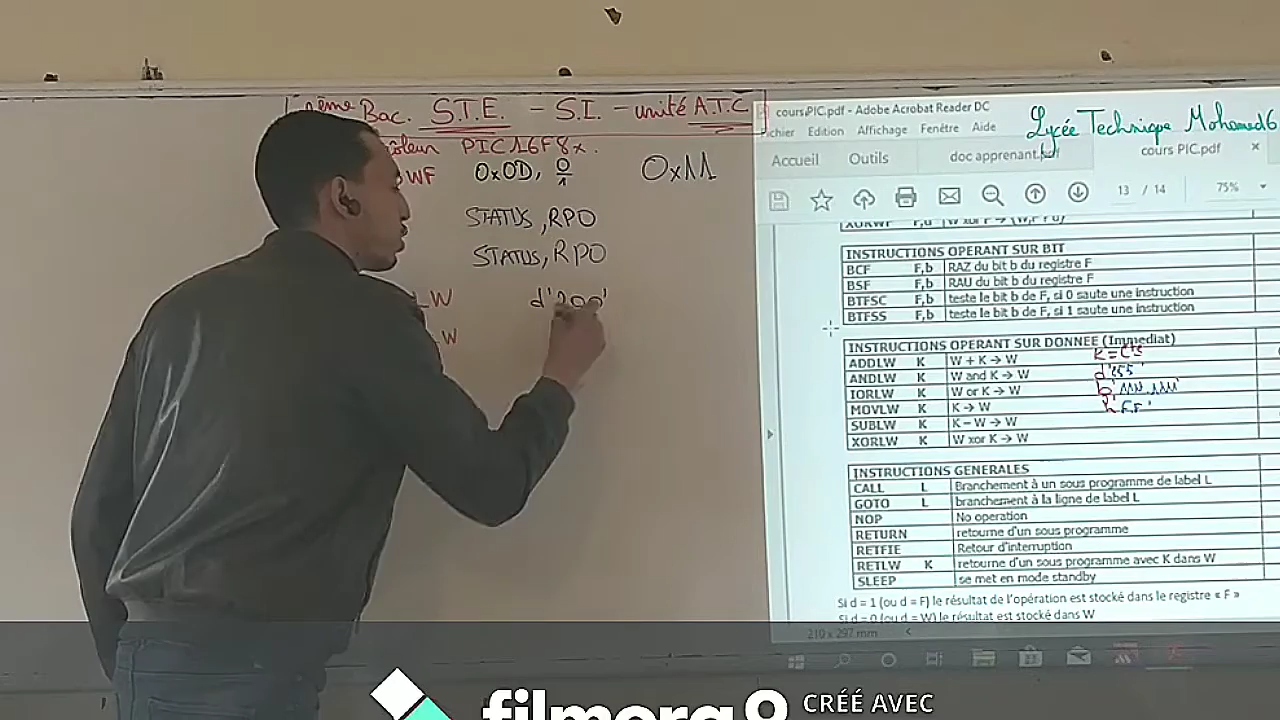 ème Bac. S.T.E. - S.I. - unité A.T.C
oleur PIC16F8x.
WF 0x0D, 0/1 0x11
STATUS, RP0
STATUS, RP0
LW d'200'
LW
cours PIC.pdf - Adobe Acrobat Reader DC
Fichier Edition Affichage Fenêtre Aide
Lycée Technique Mohamed 6
Accueil Outils doc apprenant.pdf cours PIC.pdf ×
13 / 14 75%
XORWF F,d W xor F → (W,F ? d)
INSTRUCTIONS OPERANT SUR BIT
BCF F,b RAZ du bit b du registre F
BSF F,b RAU du bit b du registre F
BTFSC F,b teste le bit b de F, si 0 saute une instruction
BTFSS F,b teste le bit b de F, si 1 saute une instruction
INSTRUCTIONS OPERANT SUR DONNEE (Immediat)
ADDLW K W + K → W K = Cte
ANDLW K W and K → W d'255'
IORLW K W or K → W b'1111.1111'
MOVLW K K → W h'FF'
SUBLW K K – W → W
XORLW K W xor K → W
INSTRUCTIONS GENERALES
CALL L Branchement à un sous programme de label L
GOTO L branchement à la ligne de label L
NOP No operation
RETURN retourne d'un sous programme
RETFIE Retour d'interruption
RETLW K retourne d'un sous programme avec K dans W
SLEEP se met en mode standby
Si d = 1 (ou d = F) le résultat de l'opération est stocké dans le registre « F »
Si d = 0 (ou d = W) le résultat est stocké dans W
210 x 297 mm
filmora9 CRÉÉ AVEC